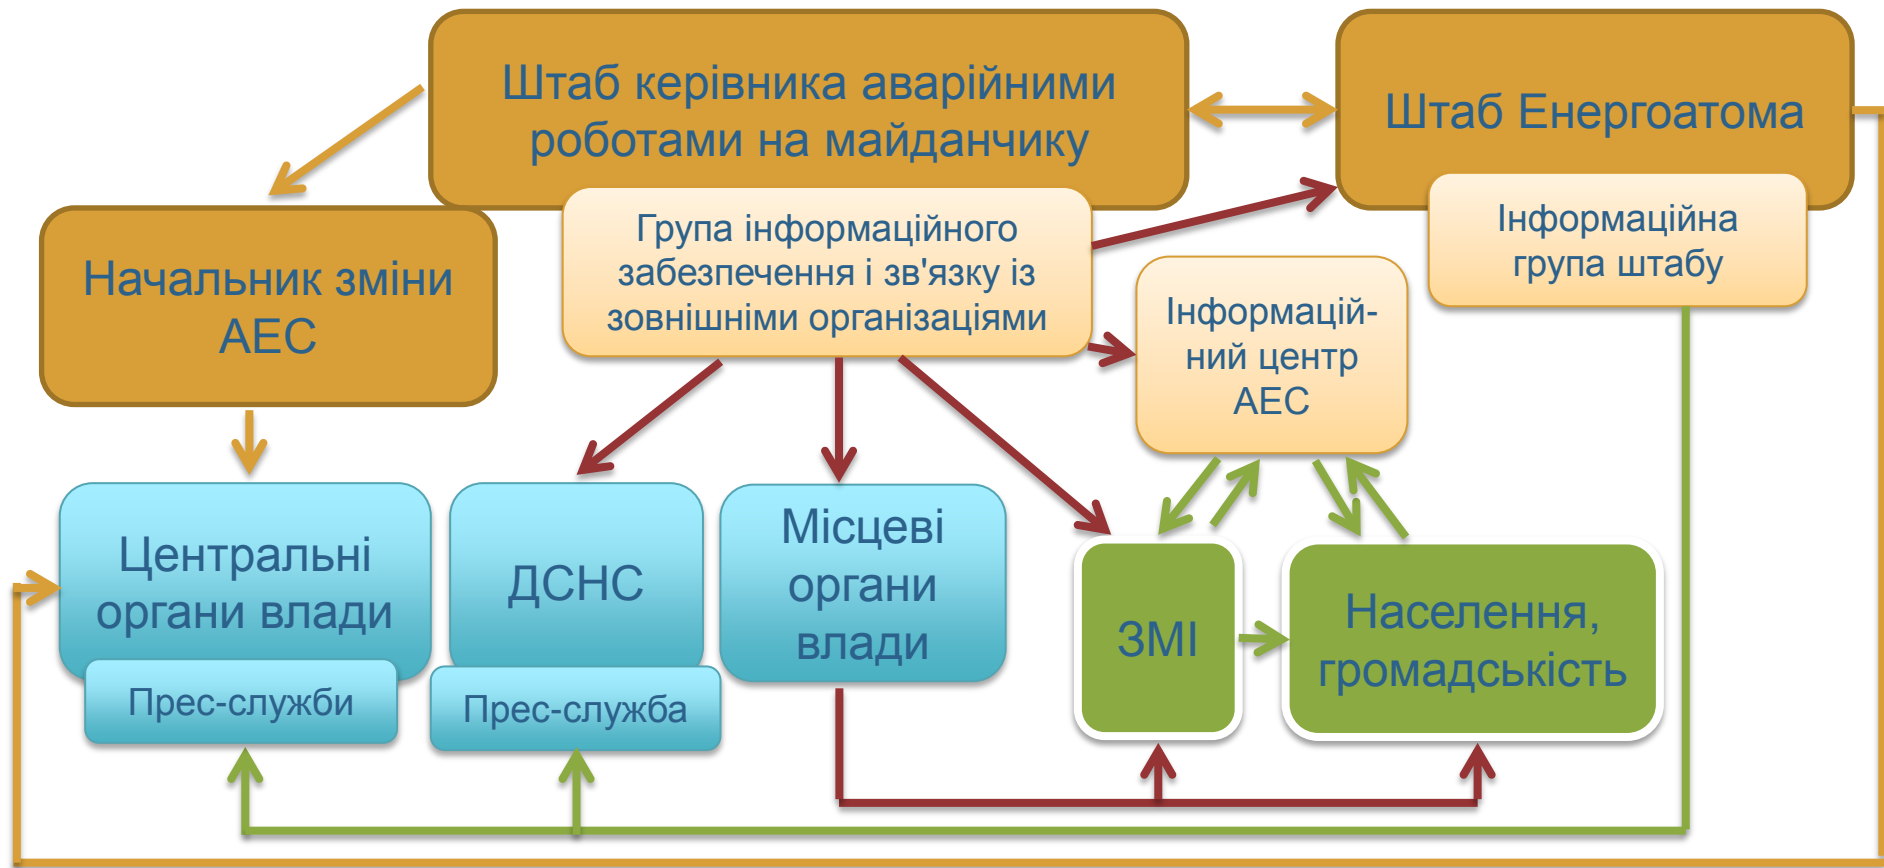 Штаб керівника аварійними
роботами на майданчику
Штаб Енергоатома
Група інформаційного
забезпечення і зв'язку із
зовнішніми організаціями
Інформаційна
група штабу
Начальник зміни
АЕС
Інформацій-
ний центр
АЕС
Центральні
органи влади
Прес-служби
ДСНС
Прес-служба
Місцеві
органи
влади
ЗМІ
Населення,
громадськість